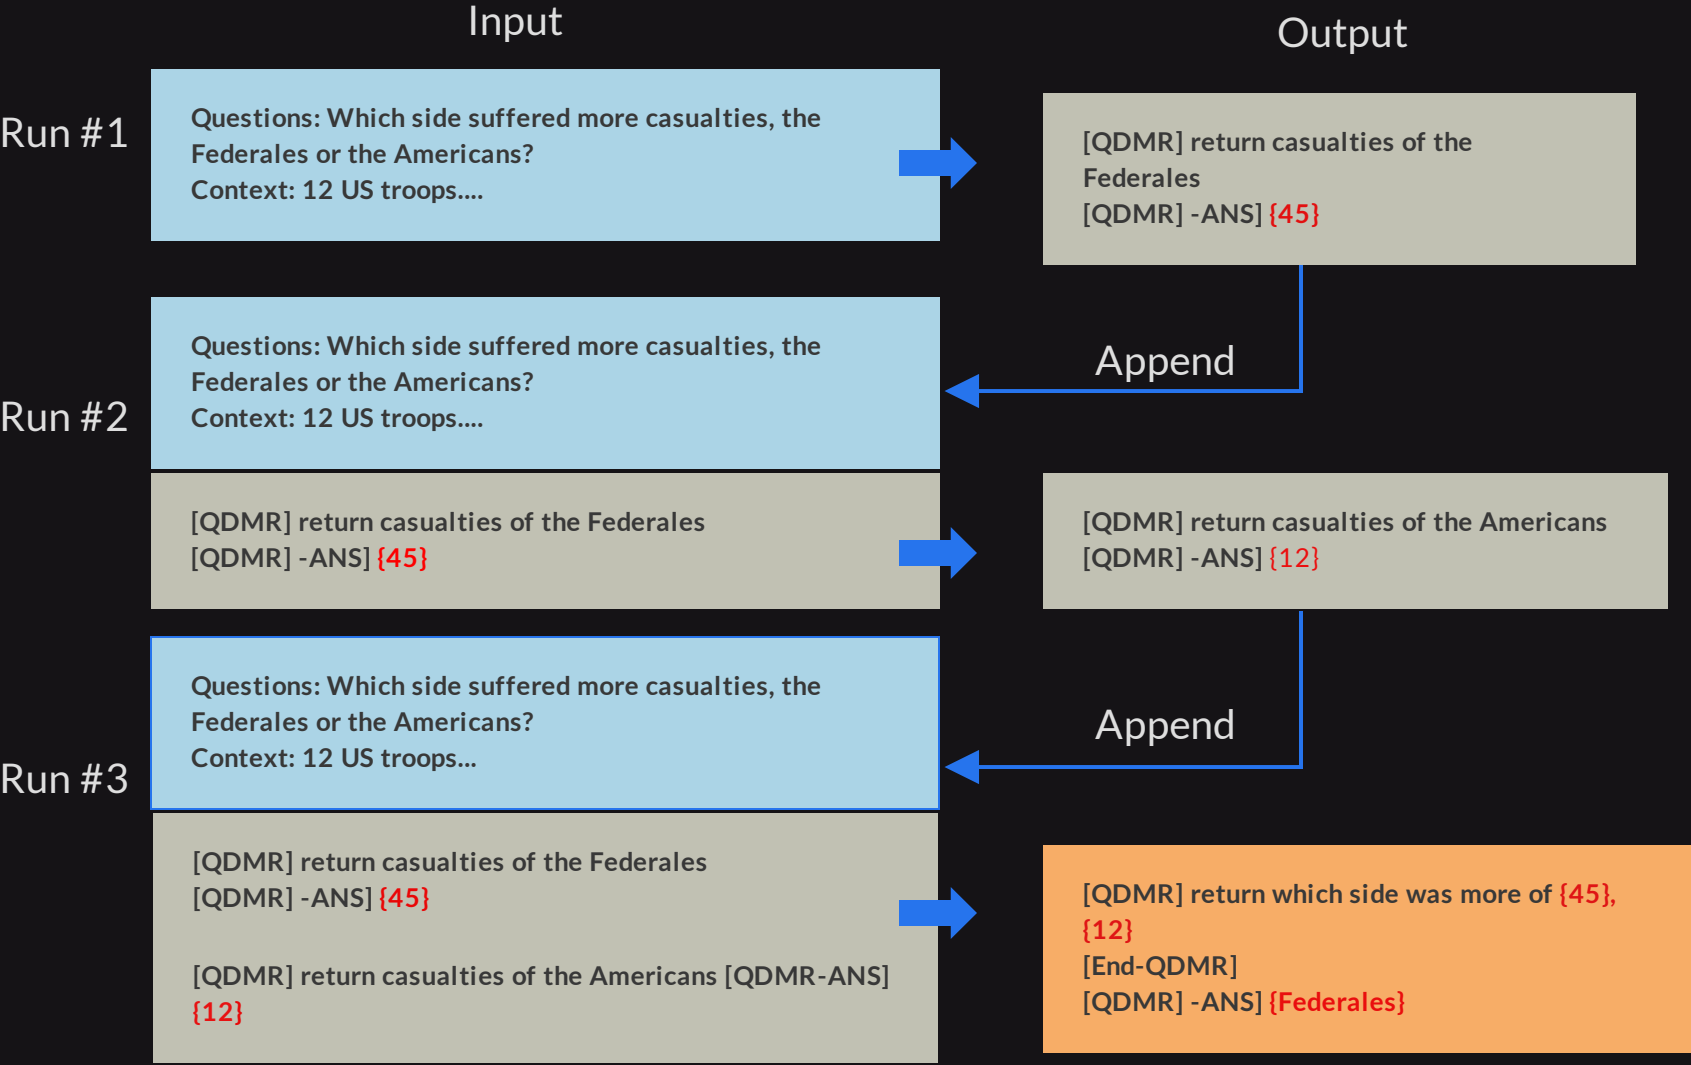 Input
Output
Run #1
Questions: Which side suffered more casualties, the
Federales or the Americans?
Context: 12 US troops....
[QDMR] return casualties of the
Federales
[QDMR] -ANS] {45}
Append
Run #2
Questions: Which side suffered more casualties, the
Federales or the Americans?
Context: 12 US troops....
[QDMR] return casualties of the Federales
[QDMR] -ANS] {45}
[QDMR] return casualties of the Americans
[QDMR] -ANS] {12}
Append
Run #3
Questions: Which side suffered more casualties, the
Federales or the Americans?
Context: 12 US troops...
[QDMR] return casualties of the Federales
[QDMR] -ANS] {45}
[QDMR] return casualties of the Americans [QDMR-ANS]
{12}
[QDMR] return which side was more of {45},
{12}
[End-QDMR]
[QDMR] -ANS] {Federales}